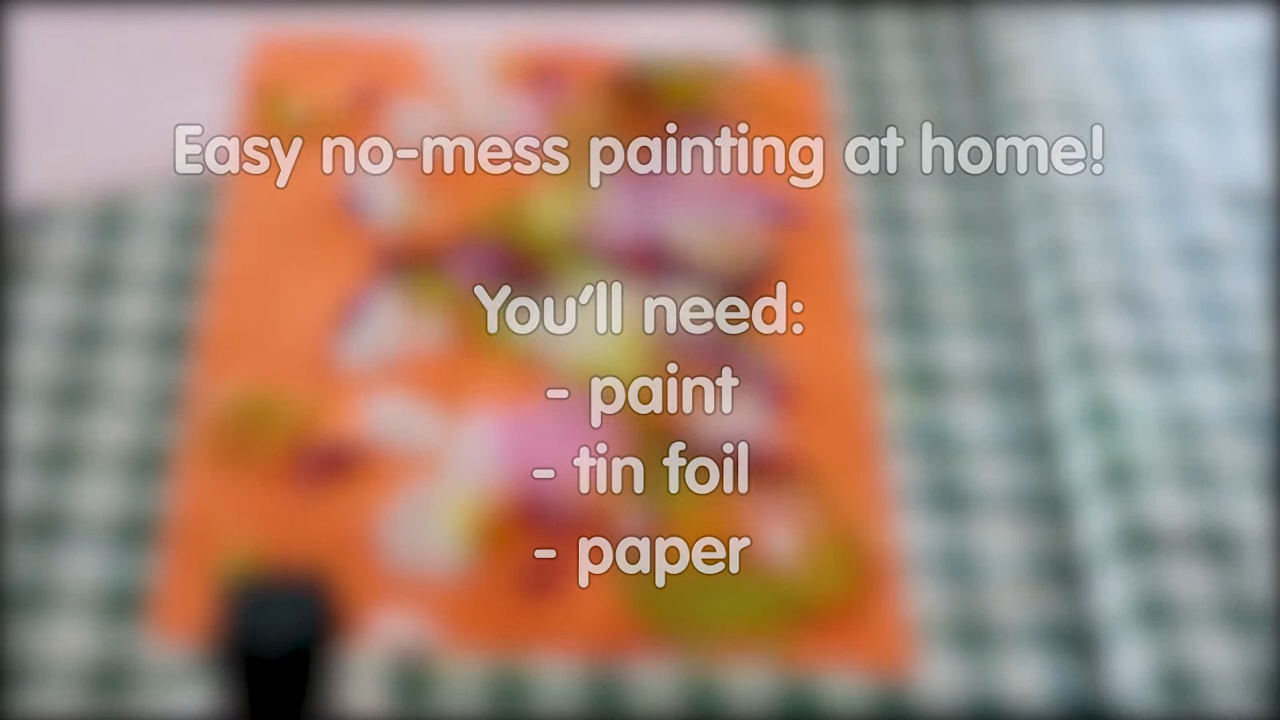 Easy no-mess painting at home!
You'll need:
- paint
- tin foil
- paper